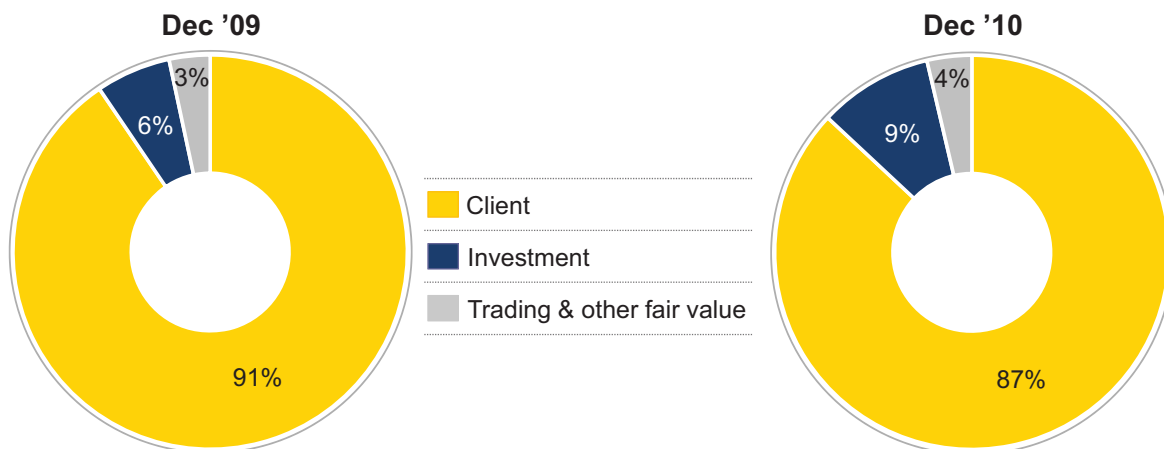 Dec ’09
3%
6%
91%
Client
Investment
Trading & other fair value
Dec ’10
4%
9%
87%